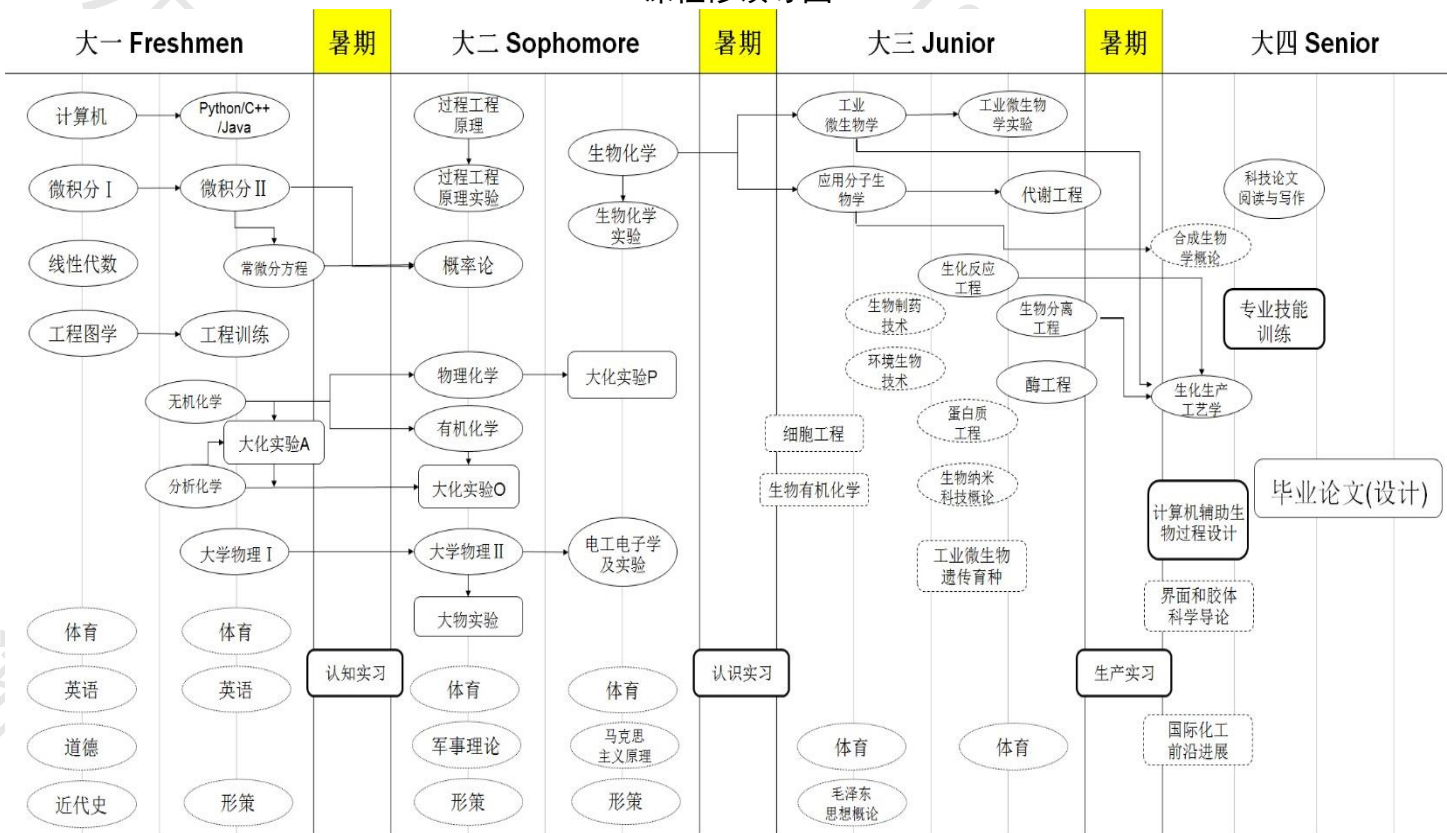 大一 Freshmen
暑期
大二 Sophomore
暑期
大三 Junior
暑期
大四 Senior
计算机
Python/C++
/Java
过程工程
原理
生物化学
工业
微生物学
工业微生物
学实验
微积分Ⅰ
微积分Ⅱ
过程工程
原理实验
生物化学
实验
应用分子生
物学
代谢工程
科技论文
阅读与写作
线性代数
常微分方程
概率论
生化反应
工程
合成生物
学概论
工程图学
工程训练
生物制药
技术
生物分离
工程
专业技能
训练
无机化学
物理化学
大化实验P
环境生物
技术
酶工程
生化生产
工艺学
大化实验A
有机化学
细胞工程
蛋白质
工程
分析化学
大化实验O
生物有机化学
生物纳米
科技概论
毕业论文(设计)
计算机辅助生
物过程设计
大学物理Ⅰ
大学物理Ⅱ
电工电子学
及实验
工业微生物
遗传育种
大物实验
界面和胶体
科学导论
体育
体育
认知实习
认识实习
生产实习
英语
英语
体育
体育
道德
军事理论
马克思
主义原理
体育
体育
国际化工
前沿进展
近代史
形策
形策
形策
毛泽东
思想概论